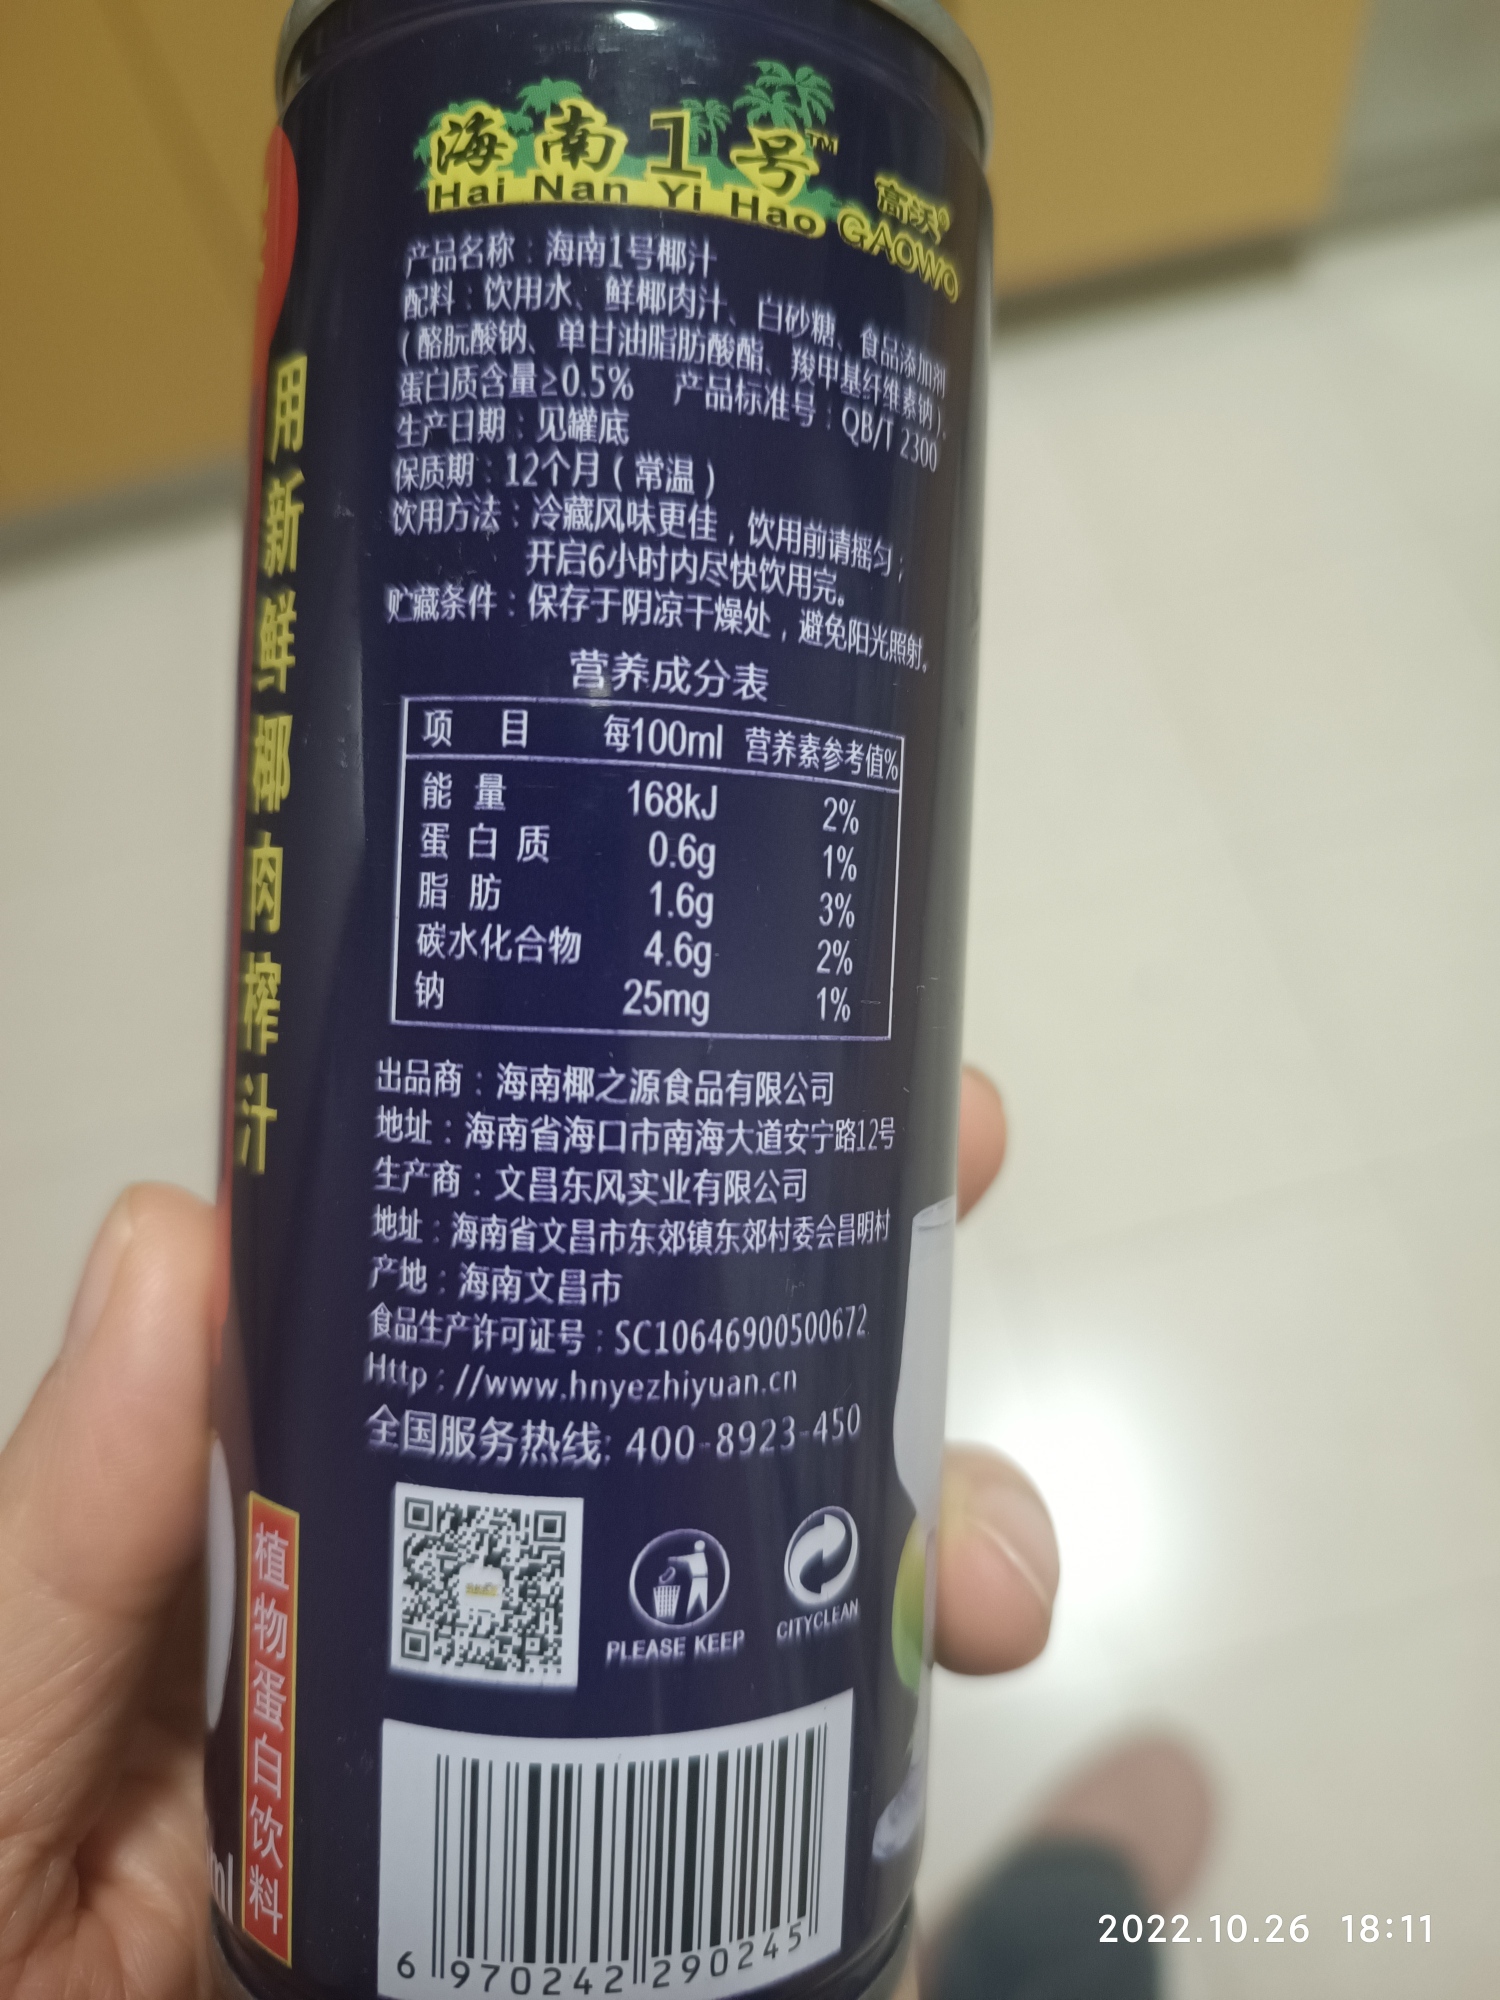 海南1号™
Hai Nan Yi Hao
高沃®
GAOWO
产品名称：海南1号椰汁
配料：饮用水、鲜椰肉汁、白砂糖、食品添加剂
（酪朊酸钠、单甘油脂肪酸酯、羧甲基纤维素钠）。
蛋白质含量≥0.5% 产品标准号：QB/T 2300
生产日期：见罐底
保质期：12个月（常温）
饮用方法：冷藏风味更佳，饮用前请摇匀；
开启6小时内尽快饮用完。
贮藏条件：保存于阴凉干燥处，避免阳光照射。
营养成分表
项 目 每100ml 营养素参考值%
能 量 168kJ 2%
蛋 白 质 0.6g 1%
脂 肪 1.6g 3%
碳水化合物 4.6g 2%
钠 25mg 1%
出品商：海南椰之源食品有限公司
地址：海南省海口市南海大道安宁路12号
生产商：文昌东风实业有限公司
地址：海南省文昌市东郊镇东郊村委会昌明村
产地：海南文昌市
食品生产许可证号：SC10646900500672
Http：//www.hnyezhiyuan.cn
全国服务热线: 400-8923-450
PLEASE KEEP
CITYCLEAN
6 970242 290245
用新鲜椰肉榨汁
植物蛋白饮料
ml
2022.10.26 18:11